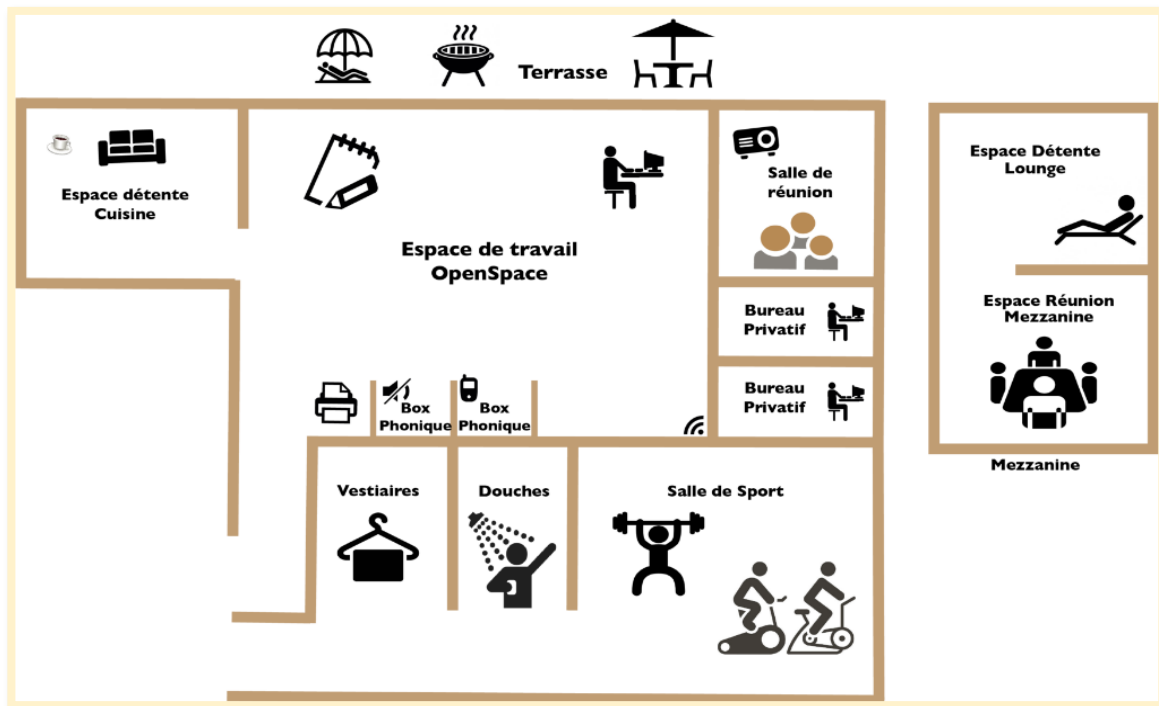 Terrasse
Espace détente
Cuisine
Espace de travail
OpenSpace
Salle de
réunion
Bureau
Privatif
Bureau
Privatif
Box
Phonique
Box
Phonique
Vestiaires
Douches
Salle de Sport
Espace Détente
Lounge
Espace Réunion
Mezzanine
Mezzanine